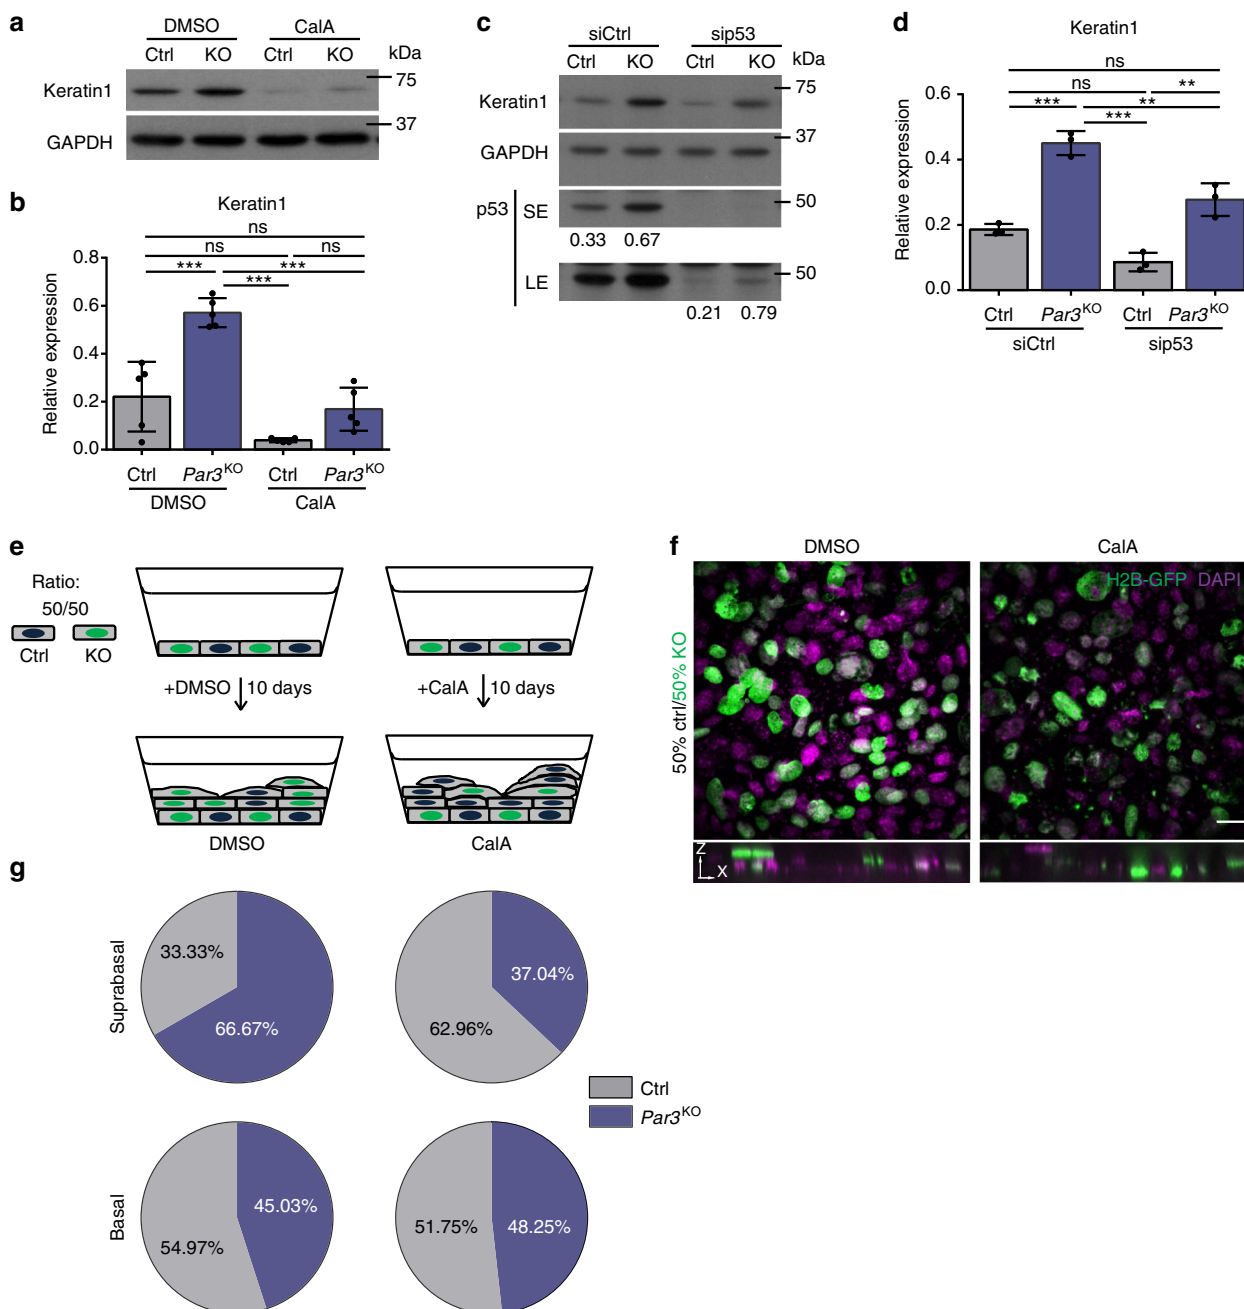 a
DMSO CalA
Ctrl KO Ctrl KO kDa
Keratin1 75
GAPDH 37
b
Keratin1
ns
ns ns
*** ***
***
Relative expression
0.8
0.6
0.4
0.2
0.0
Ctrl Par3KO Ctrl Par3KO
DMSO CalA
c
siCtrl sip53
Ctrl KO Ctrl KO kDa
Keratin1 75
GAPDH 37
p53 SE 50
0.33 0.67
LE 50
0.21 0.79
d
Keratin1
ns
ns **
*** **
***
Relative expression
0.6
0.4
0.2
0.0
Ctrl Par3KO Ctrl Par3KO
siCtrl sip53
e
Ratio:
50/50
Ctrl KO
+DMSO 10 days
+CalA 10 days
DMSO CalA
f
DMSO CalA
H2B-GFP DAPI
50% ctrl/50% KO
Z
X
g
Suprabasal
33.33%
66.67%
37.04%
62.96%
Ctrl
Par3KO
Basal
45.03%
54.97%
51.75% 48.25%